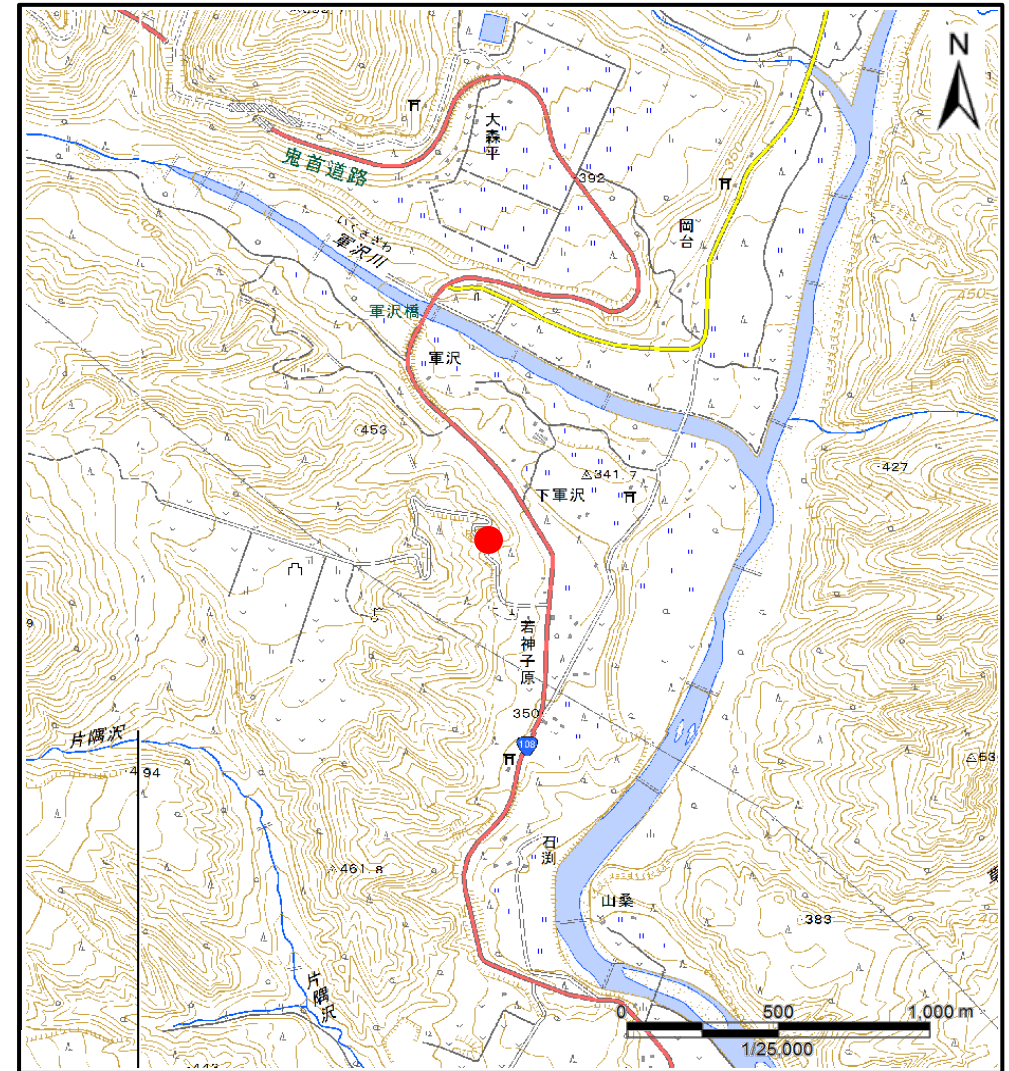 N
大森平
鬼首道路
392
岡台
いくさざわ
軍沢川
軍沢橋
450
軍沢
453
427
341.7
下軍沢
若神子原
350
108
片隅沢
494
53
石渕
461.8
山桑
383
片隅沢
443
0 500 1,000 m
1/25,000